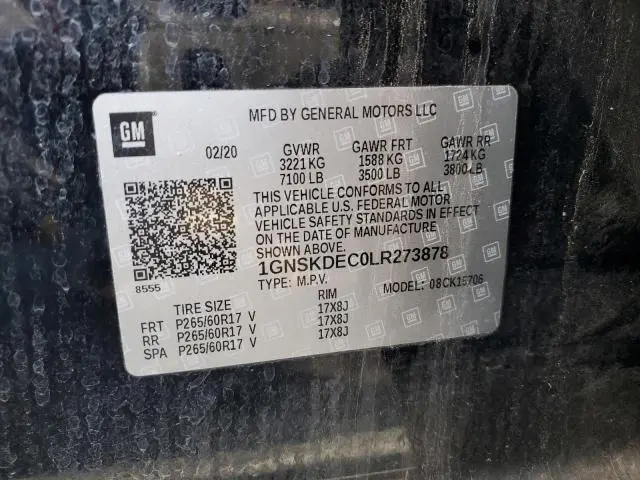 GM
MFD BY GENERAL MOTORS LLC
02/20 GVWR GAWR FRT GAWR RR
3221 KG 1588 KG 1724 KG
7100 LB 3500 LB 3800 LB
THIS VEHICLE CONFORMS TO ALL
APPLICABLE U.S. FEDERAL MOTOR
VEHICLE SAFETY STANDARDS IN EFFECT
ON THE DATE OF MANUFACTURE
SHOWN ABOVE.
1GNSKDEC0LR273878
8555 TYPE: M.P.V. MODEL: 08CK15706
TIRE SIZE RIM
FRT P265/60R17 V 17X8J
RR P265/60R17 V 17X8J
SPA P265/60R17 V 17X8J